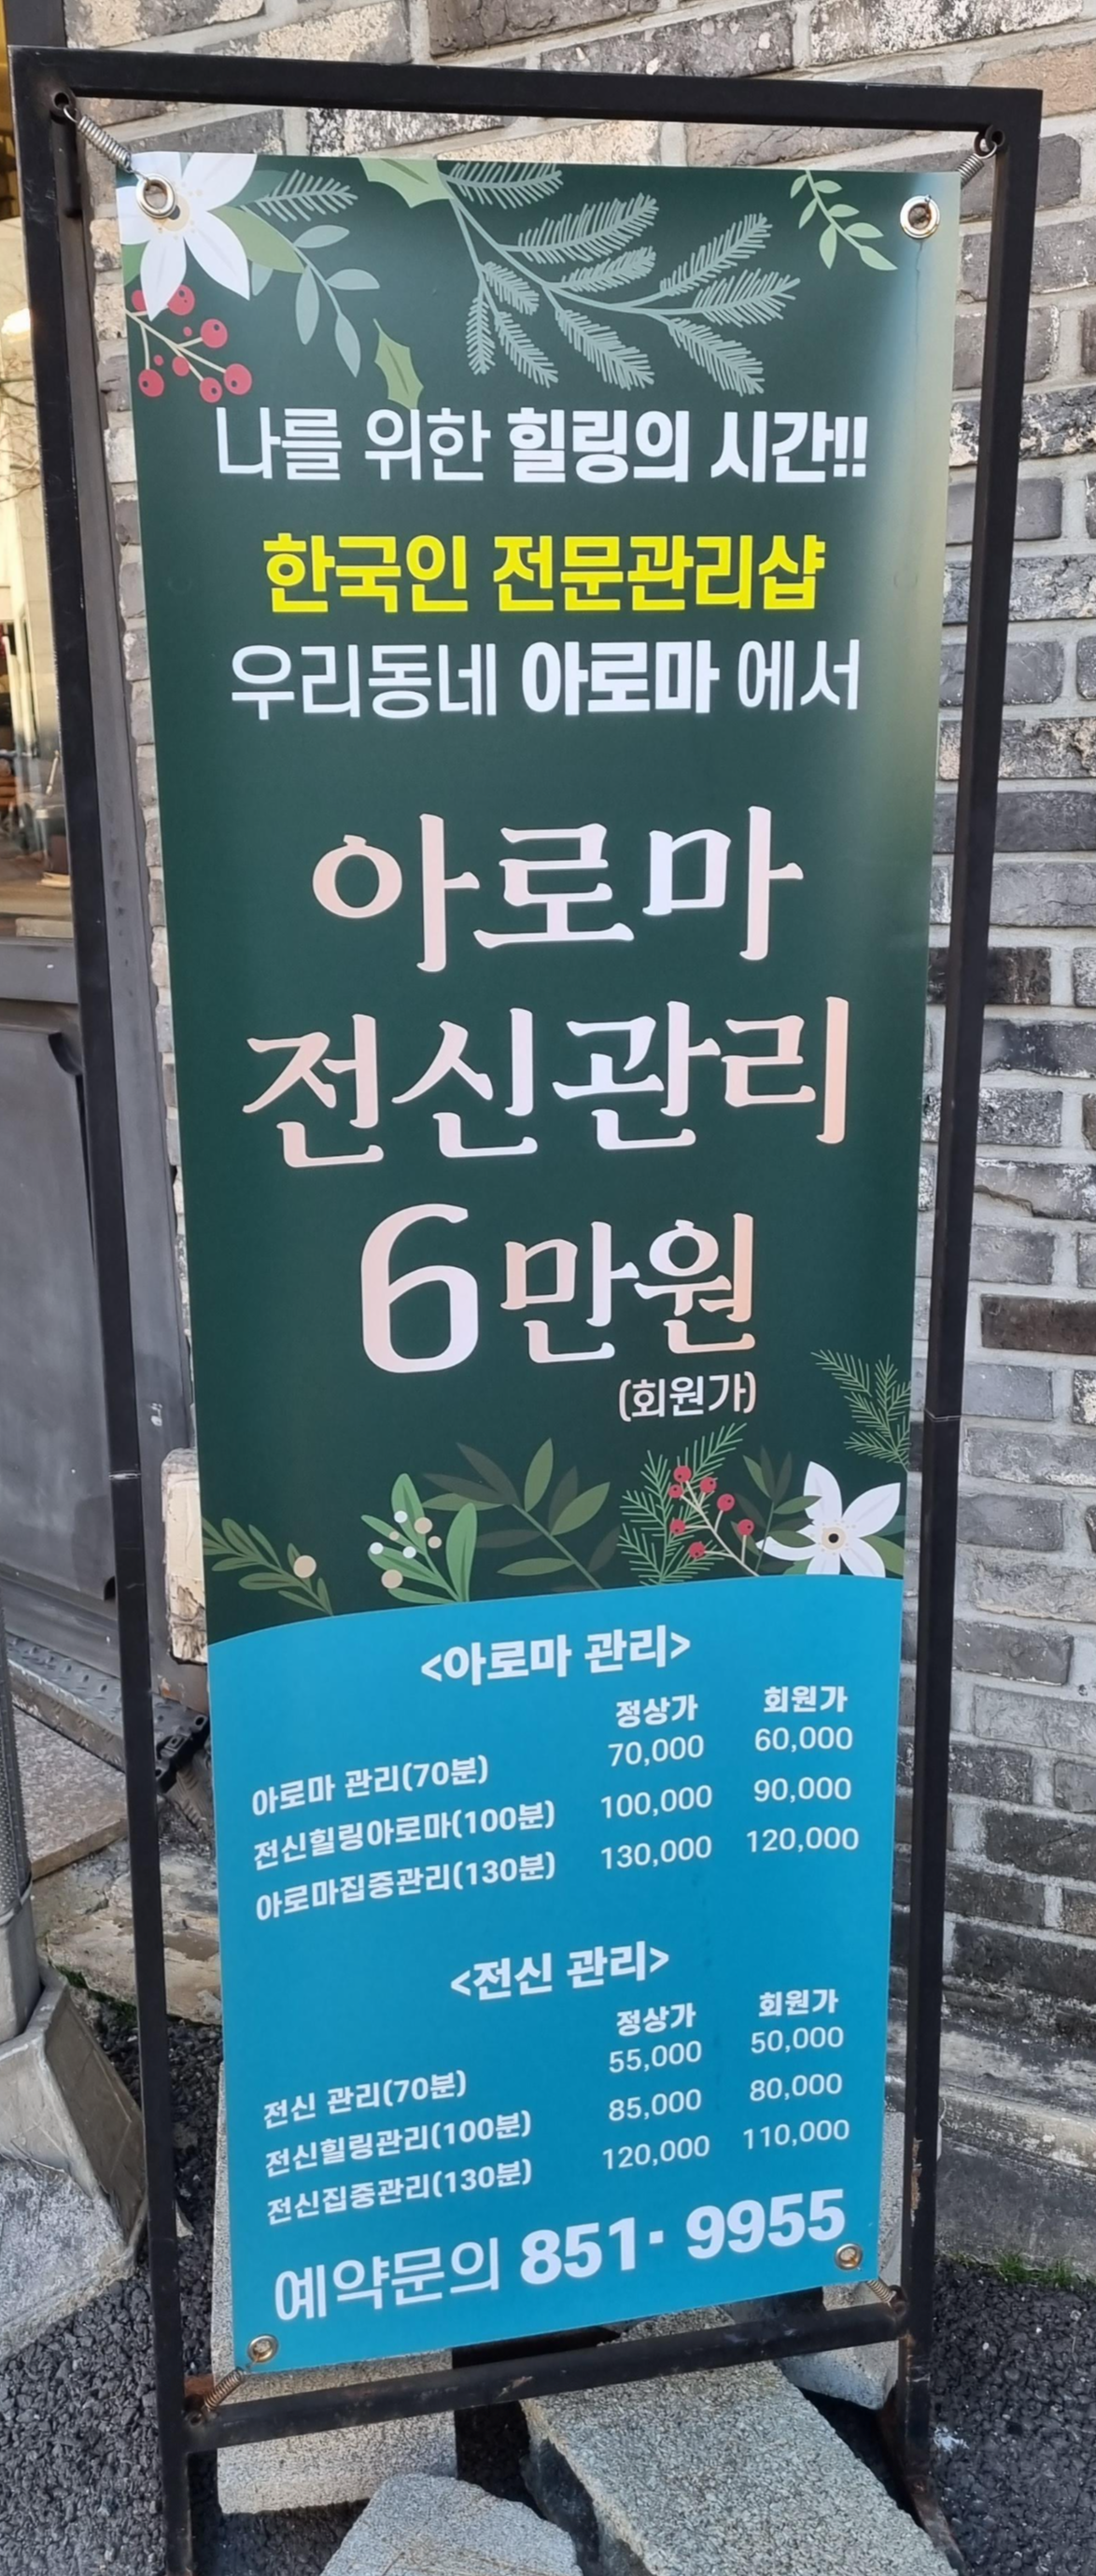 나를 위한 힐링의 시간!!
한국인 전문관리샵
우리동네 아로마 에서
아로마
전신관리
6만원
(회원가)
<아로마 관리>
정상가 회원가
아로마 관리(70분) 70,000 60,000
전신힐링아로마(100분) 100,000 90,000
아로마집중관리(130분) 130,000 120,000
<전신 관리>
정상가 회원가
전신 관리(70분) 55,000 50,000
전신힐링관리(100분) 85,000 80,000
전신집중관리(130분) 120,000 110,000
예약문의 851· 9955